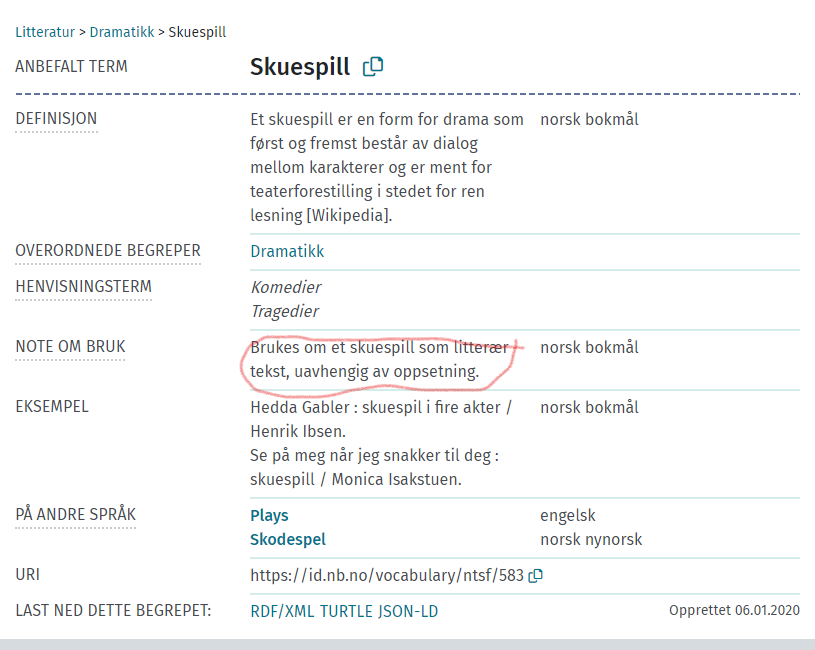 Litteratur > Dramatikk > Skuespill
ANBEFALT TERM
Skuespill
DEFINISJON
Et skuespill er en form for drama som
først og fremst består av dialog
mellom karakterer og er ment for
teaterforestilling i stedet for ren
lesning [Wikipedia].
norsk bokmål
OVERORDNEDE BEGREPER
Dramatikk
HENVISNINGSTERM
Komedier
Tragedier
NOTE OM BRUK
Brukes om et skuespill som litterær
tekst, uavhengig av oppsetning.
norsk bokmål
EKSEMPEL
Hedda Gabler : skuespil i fire akter /
Henrik Ibsen.
Se på meg når jeg snakker til deg :
skuespill / Monica Isakstuen.
norsk bokmål
PÅ ANDRE SPRÅK
Plays engelsk
Skodespel norsk nynorsk
URI
https://id.nb.no/vocabulary/ntsf/583
LAST NED DETTE BEGREPET:
RDF/XML TURTLE JSON-LD
Opprettet 06.01.2020